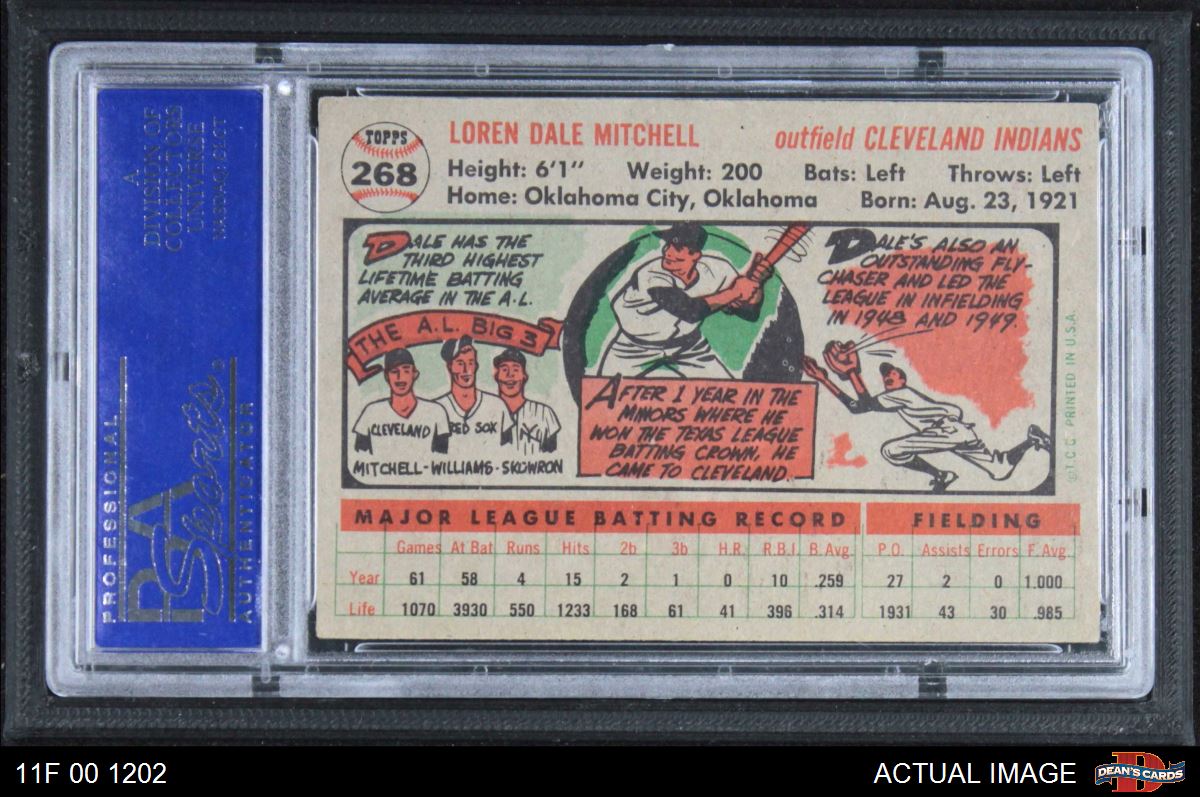 A
DIVISION OF
COLLECTORS
UNIVERSE
NASDAQ:CLCT
PROFESSIONAL
PSA
Sports
AUTHENTICATOR
TOPPS
268
LOREN DALE MITCHELL
outfield CLEVELAND INDIANS
Height: 6'1" Weight: 200 Bats: Left Throws: Left
Home: Oklahoma City, Oklahoma Born: Aug. 23, 1921
DALE HAS THE
THIRD HIGHEST
LIFETIME BATTING
AVERAGE IN THE A.L.
THE A.L. BIG 3
CLEVELAND
RED SOX
NY
MITCHELL-WILLIAMS-SKOWRON
AFTER 1 YEAR IN THE
MINORS WHERE HE
WON THE TEXAS LEAGUE
BATTING CROWN, HE
CAME TO CLEVELAND.
DALE'S ALSO AN
OUTSTANDING FLY-
CHASER AND LED THE
LEAGUE IN INFIELDING
IN 1948 AND 1949.
©T.C.C. PRINTED IN U.S.A.
MAJOR LEAGUE BATTING RECORD FIELDING
Games At Bat Runs Hits 2b 3b H.R. R.B.I. B Avg. P.O. Assists Errors F. Avg.
Year 61 58 4 15 2 1 0 10 .259 27 2 0 1.000
Life 1070 3930 550 1233 168 61 41 396 .314 1931 43 30 .985
11F 00 1202
ACTUAL IMAGE
D
DEAN'S CARDS